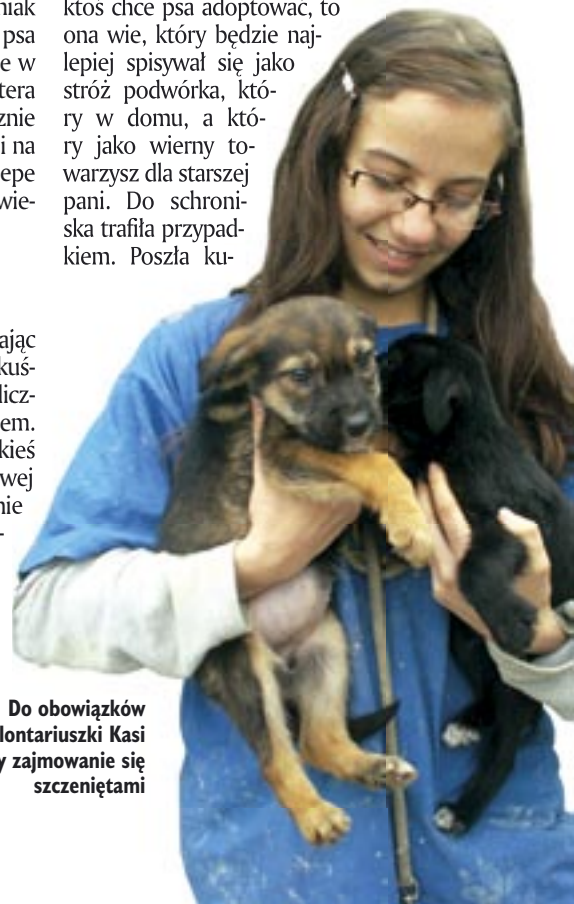 niak
psa
e w
tera
znie
i na
epe
wie-
ając
kuś-
licz-
em.
kieś
wej
nie
-
ktoś chce psa adoptować, to
ona wie, który będzie naj-
lepiej spisywał się jako
stróż podwórka, któ-
ry w domu, a któ-
ry jako wierny to-
warzysz dla starszej
pani. Do schroni-
ska trafiła przypad-
kiem. Poszła ku-
Do obowiązków
lontariuszki Kasi
y zajmowanie się
szczeniętami